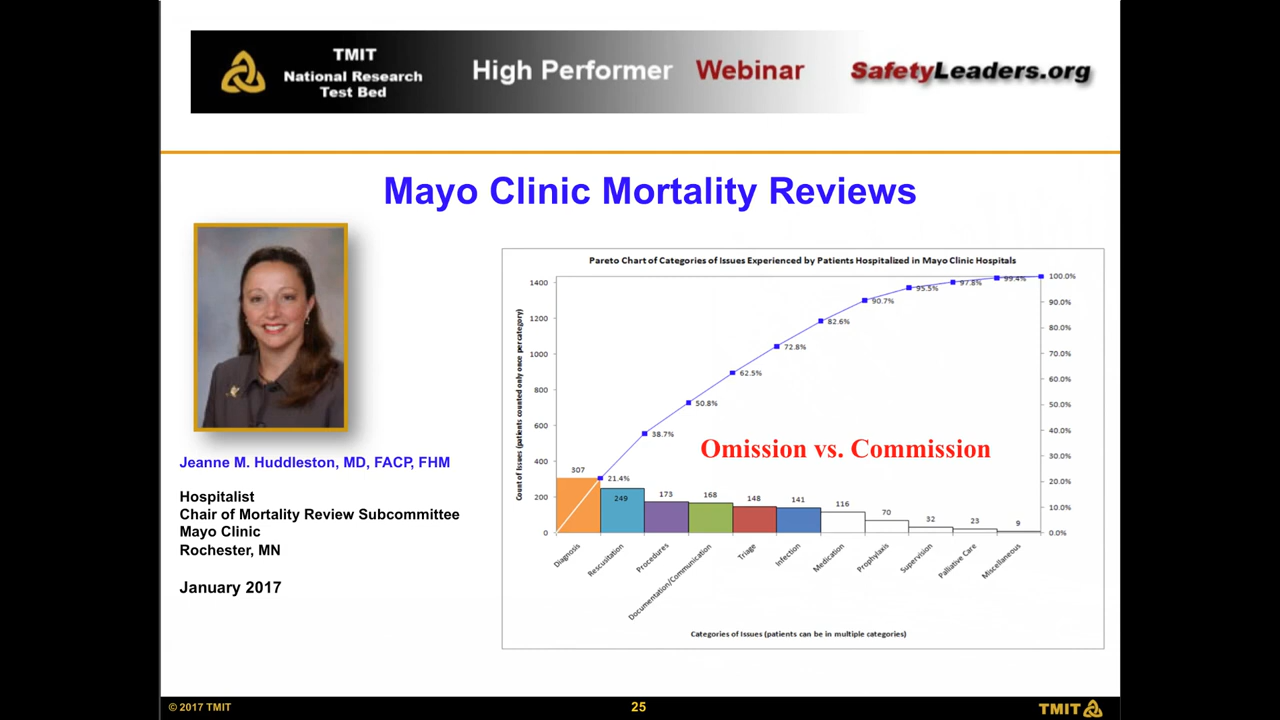 TMIT
National Research
Test Bed
High Performer Webinar
SafetyLeaders.org
Mayo Clinic Mortality Reviews
Jeanne M. Huddleston, MD, FACP, FHM
Hospitalist
Chair of Mortality Review Subcommittee
Mayo Clinic
Rochester, MN
January 2017
Pareto Chart of Categories of Issues Experienced by Patients Hospitalized in Mayo Clinic Hospitals
Count of Issues (patients counted only once per category)
1400
1200
1000
800
600
400
200
0
100.0%
90.0%
80.0%
70.0%
60.0%
50.0%
40.0%
30.0%
20.0%
10.0%
0.0%
21.4%
38.7%
50.8%
62.5%
72.8%
82.6%
90.7%
95.5%
97.8%
99.4%
Omission vs. Commission
307
249
173
168
148
141
116
70
32
23
9
Diagnosis
Rescusitation
Procedures
Documentation/Communication
Triage
Infection
Medication
Prophylaxis
Supervision
Palliative Care
Miscellaneous
Categories of Issues (patients can be in multiple categories)
© 2017 TMIT
25
TMIT